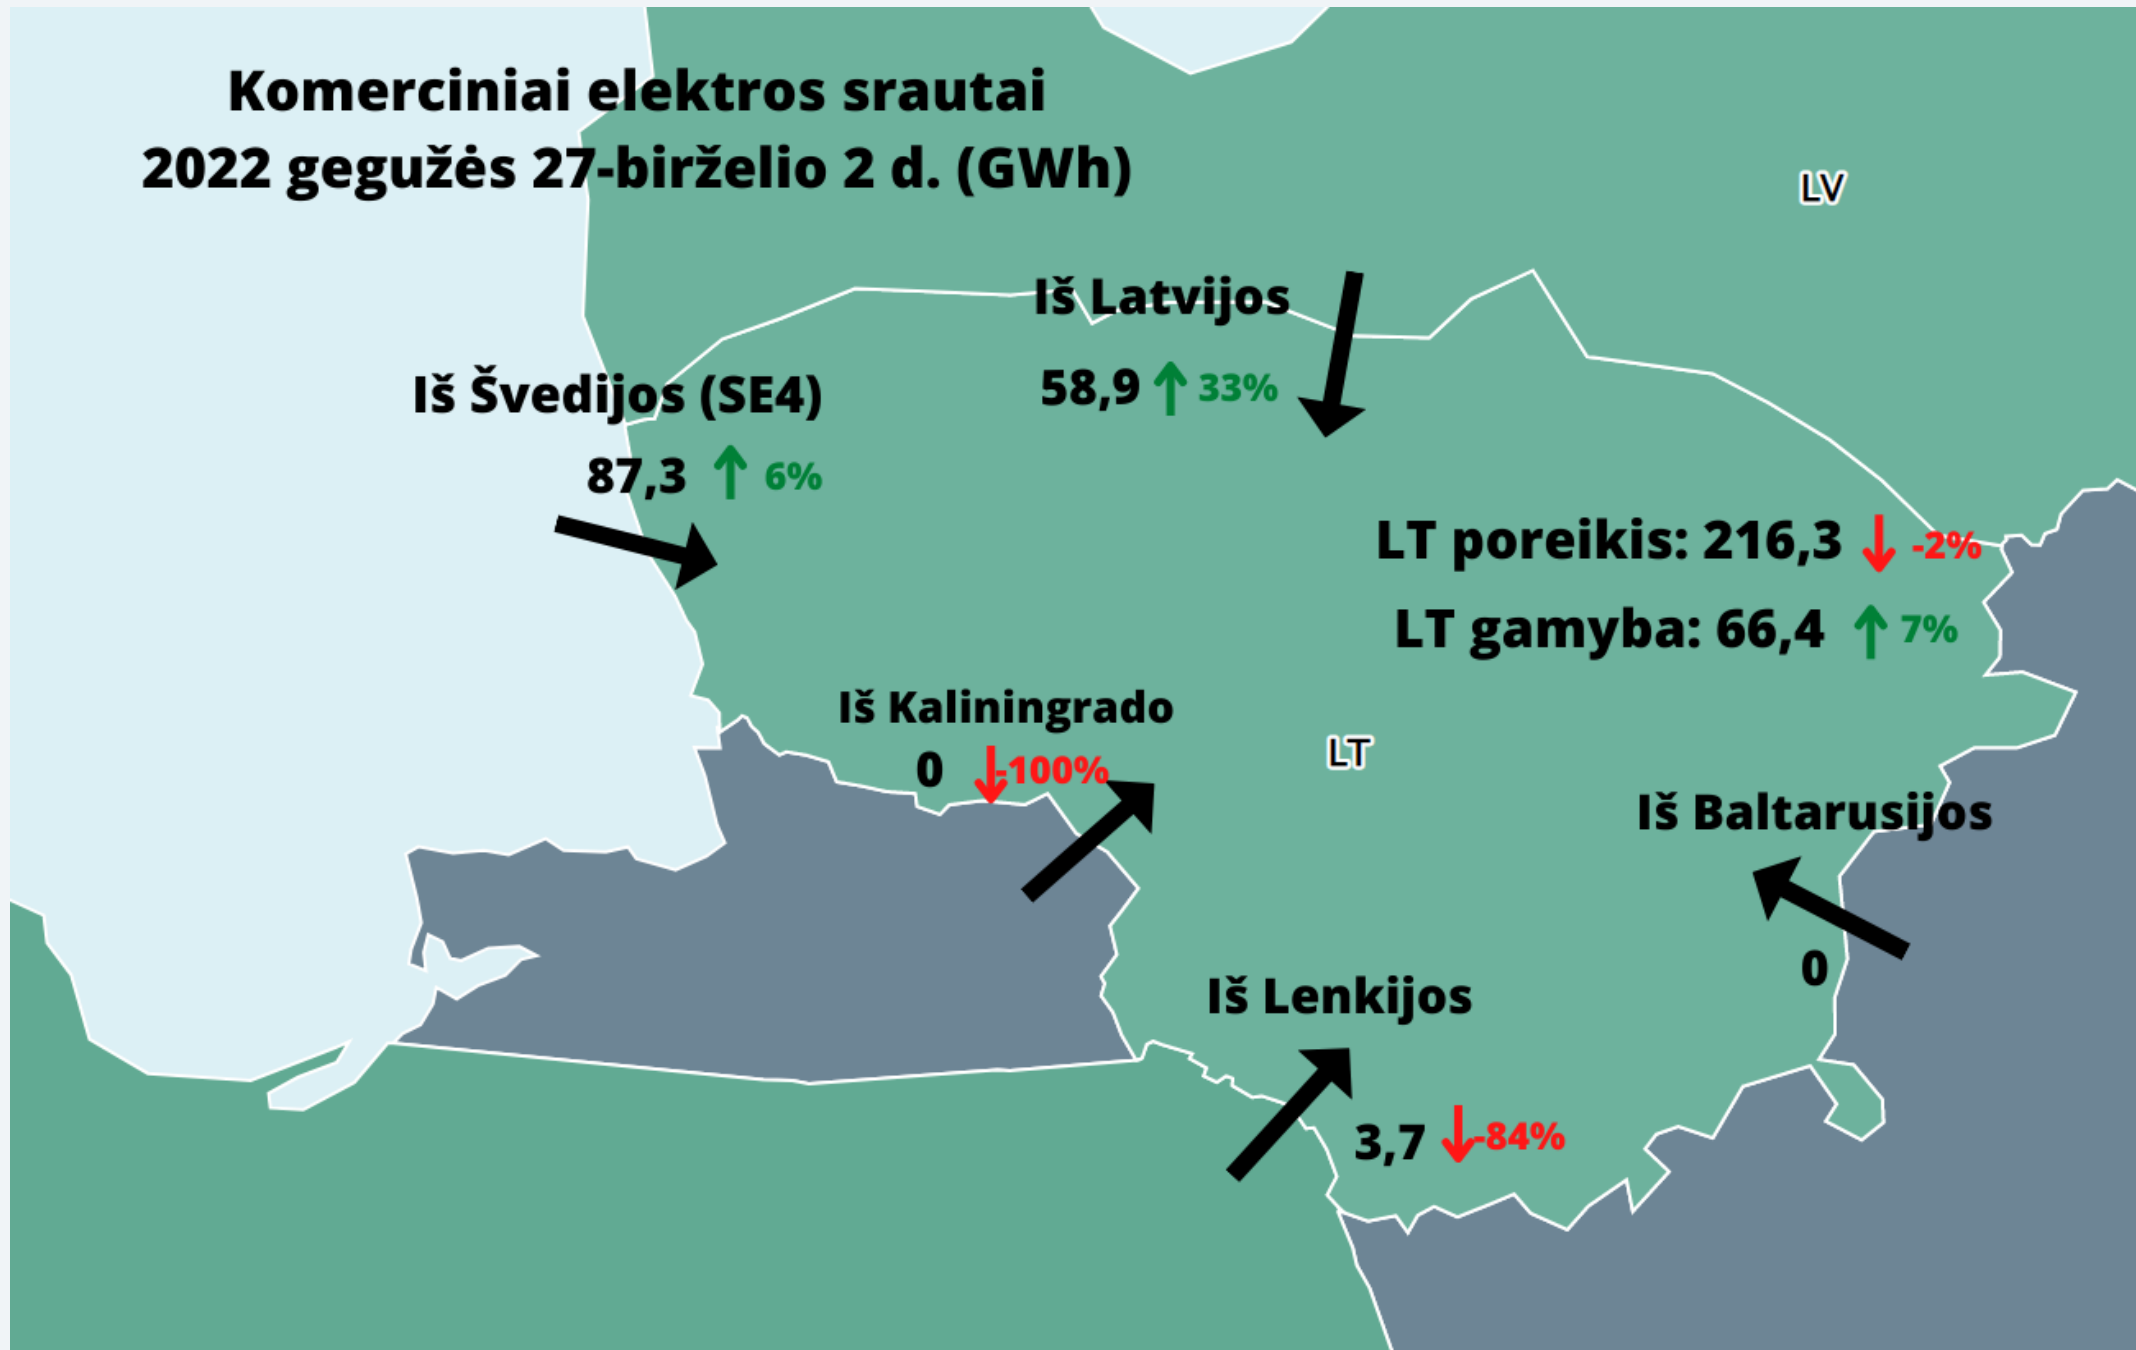 Komerciniai elektros srautai
2022 gegužės 27-birželio 2 d. (GWh)
LV
Iš Latvijos
58,9 33%
Iš Švedijos (SE4)
87,3 6%
LT poreikis: 216,3 -2%
LT gamyba: 66,4 7%
Iš Kaliningrado
0 -100%
LT
Iš Baltarusijos
0
Iš Lenkijos
3,7 -84%